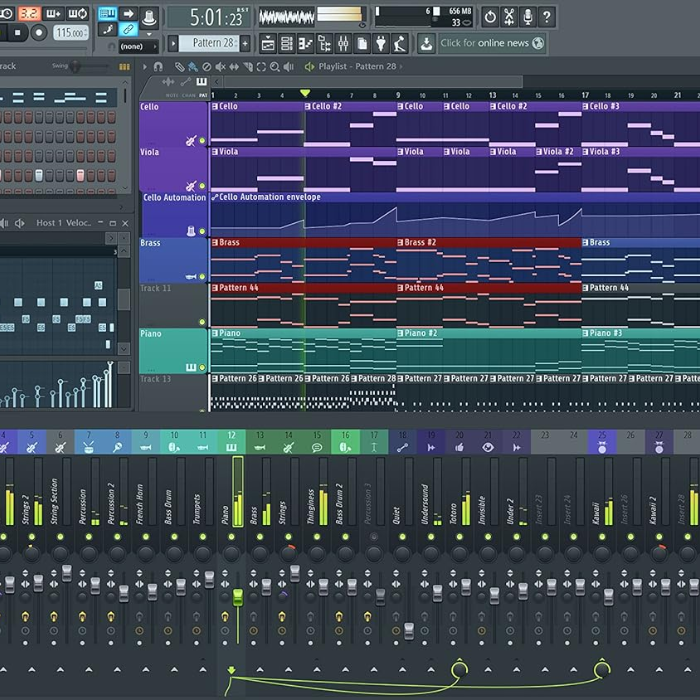 3:2
5:01:23
B:S:T
6
656 MB
33
115.000
(none)
Pattern 28
Click for online news
rack
Swing
Playlist - Pattern 28
NOTE CHAN PAT
1 2 3 4 5 6 7 8 9 10 11 12 13 14 15 16 17 18 19 20 21
Cello
Cello
Cello #2
Cello
Cello
Cello #2
Cello #3
Viola
Viola
Viola
Viola
Viola
Viola #2
Viola #3
Cello Automation
Cello Automation envelope
Host 1 Veloc..
Brass
Brass
Brass #2
Brass
Track 11
Pattern 44
Pattern 44
Pattern 44
Piano
Piano
Piano #2
Piano #3
Track 13
Pattern 26
Pattern 26
Pattern 26
Pattern 28
Pattern 27
Pattern 27
Pattern 27
Pattern 27
Pattern 27
Pattern 27
4 5 6 7 8 9 10 11 12 13 14 15 16 17 18 19 20 21 22 23 24 25 26 27 28
Strings 2
String Section
Percussion
Percussion 2
French Horn
Bass Drum
Trumpets
Piano
Brass
Strings
Thinginess
Bass Drum 2
Percussion 3
Quiet
Undersound
Totoro
Invisible
Under 2
Insert 23
Insert 24
Kawaii
Insert 26
Kawaii 2
Insert 28